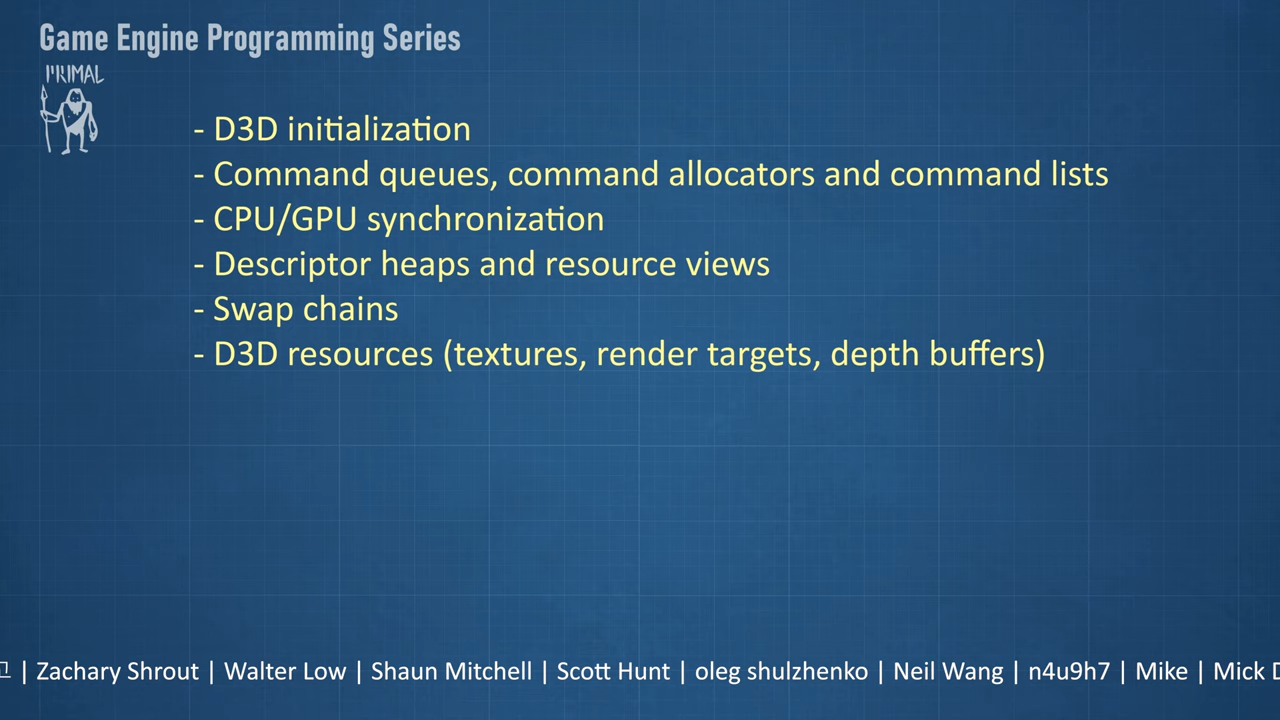 Game Engine Programming Series
PRIMAL
- D3D initialization
- Command queues, command allocators and command lists
- CPU/GPU synchronization
- Descriptor heaps and resource views
- Swap chains
- D3D resources (textures, render targets, depth buffers)
| Zachary Shrout | Walter Low | Shaun Mitchell | Scott Hunt | oleg shulzhenko | Neil Wang | n4u9h7 | Mike | Mick